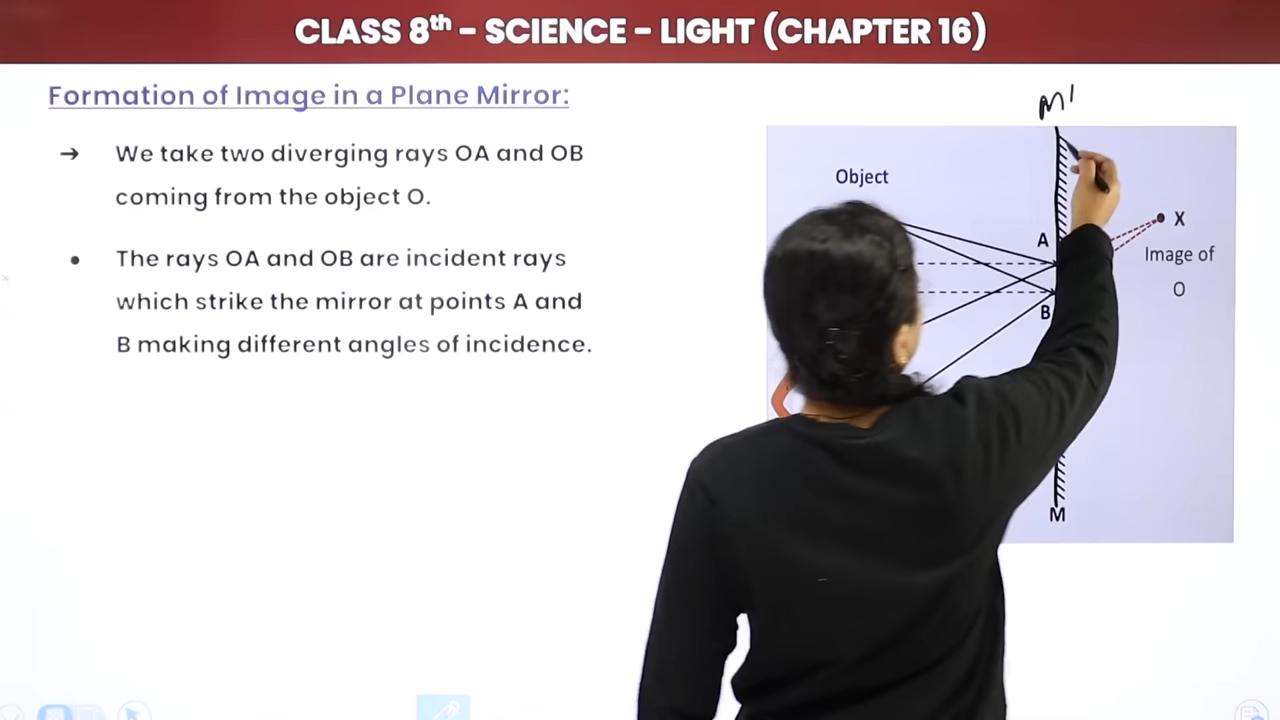 CLASS 8th - SCIENCE - LIGHT (CHAPTER 16)
Formation of Image in a Plane Mirror:
→ We take two diverging rays OA and OB
coming from the object O.
• The rays OA and OB are incident rays
which strike the mirror at points A and
B making different angles of incidence.
M'
Object
A
X
Image of
O
B
M